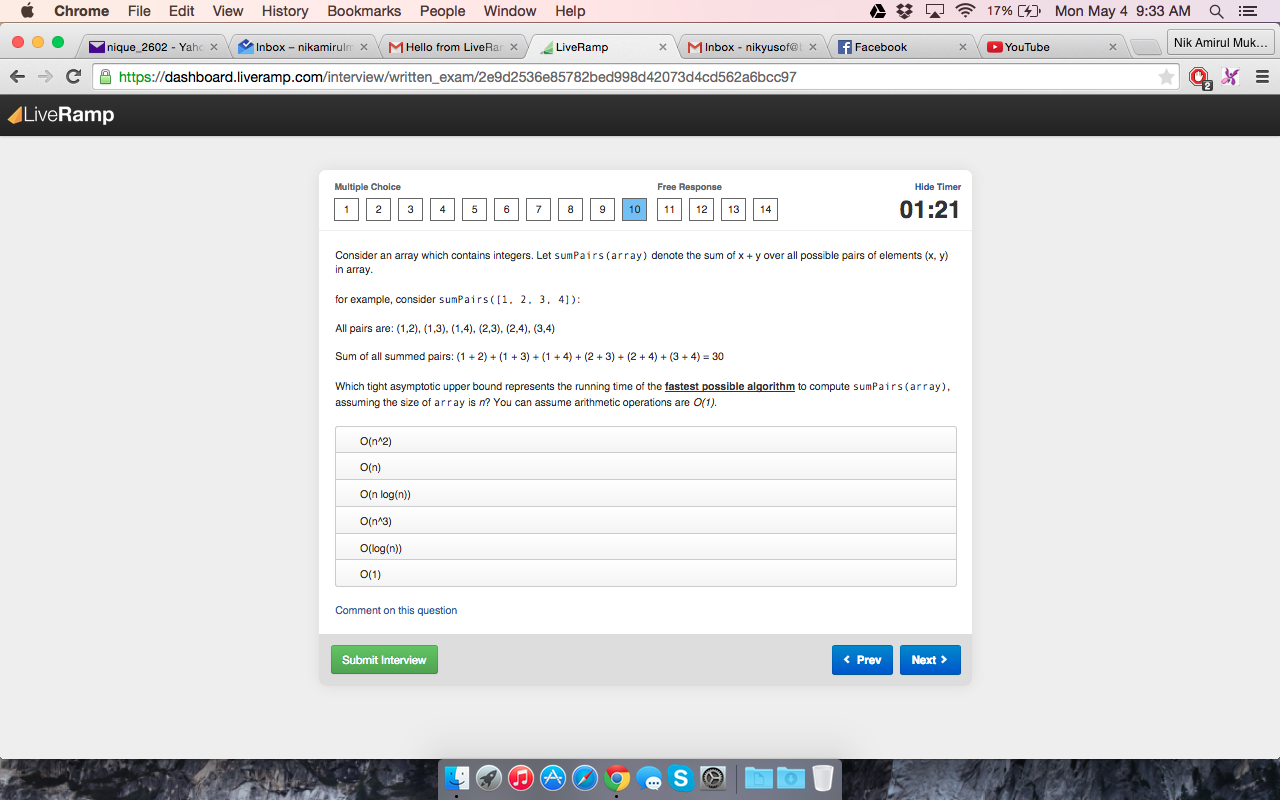 Chrome File Edit View History Bookmarks People Window Help 17% Mon May 4 9:33 AM
nique_2602 - Yaho Inbox – nikamirulm Hello from LiveRam LiveRamp Inbox - nikyusof@b Facebook YouTube Nik Amirul Muk...
https://dashboard.liveramp.com/interview/written_exam/2e9d2536e85782bed998d42073d4cd562a6bcc97 2
LiveRamp
Multiple Choice Free Response Hide Timer
1 2 3 4 5 6 7 8 9 10 11 12 13 14 01:21
Consider an array which contains integers. Let sumPairs(array) denote the sum of x + y over all possible pairs of elements (x, y)
in array.
for example, consider sumPairs([1, 2, 3, 4]):
All pairs are: (1,2), (1,3), (1,4), (2,3), (2,4), (3,4)
Sum of all summed pairs: (1 + 2) + (1 + 3) + (1 + 4) + (2 + 3) + (2 + 4) + (3 + 4) = 30
Which tight asymptotic upper bound represents the running time of the fastest possible algorithm to compute sumPairs(array),
assuming the size of array is n? You can assume arithmetic operations are O(1).
O(n^2)
O(n)
O(n log(n))
O(n^3)
O(log(n))
O(1)
Comment on this question
Submit Interview Prev Next